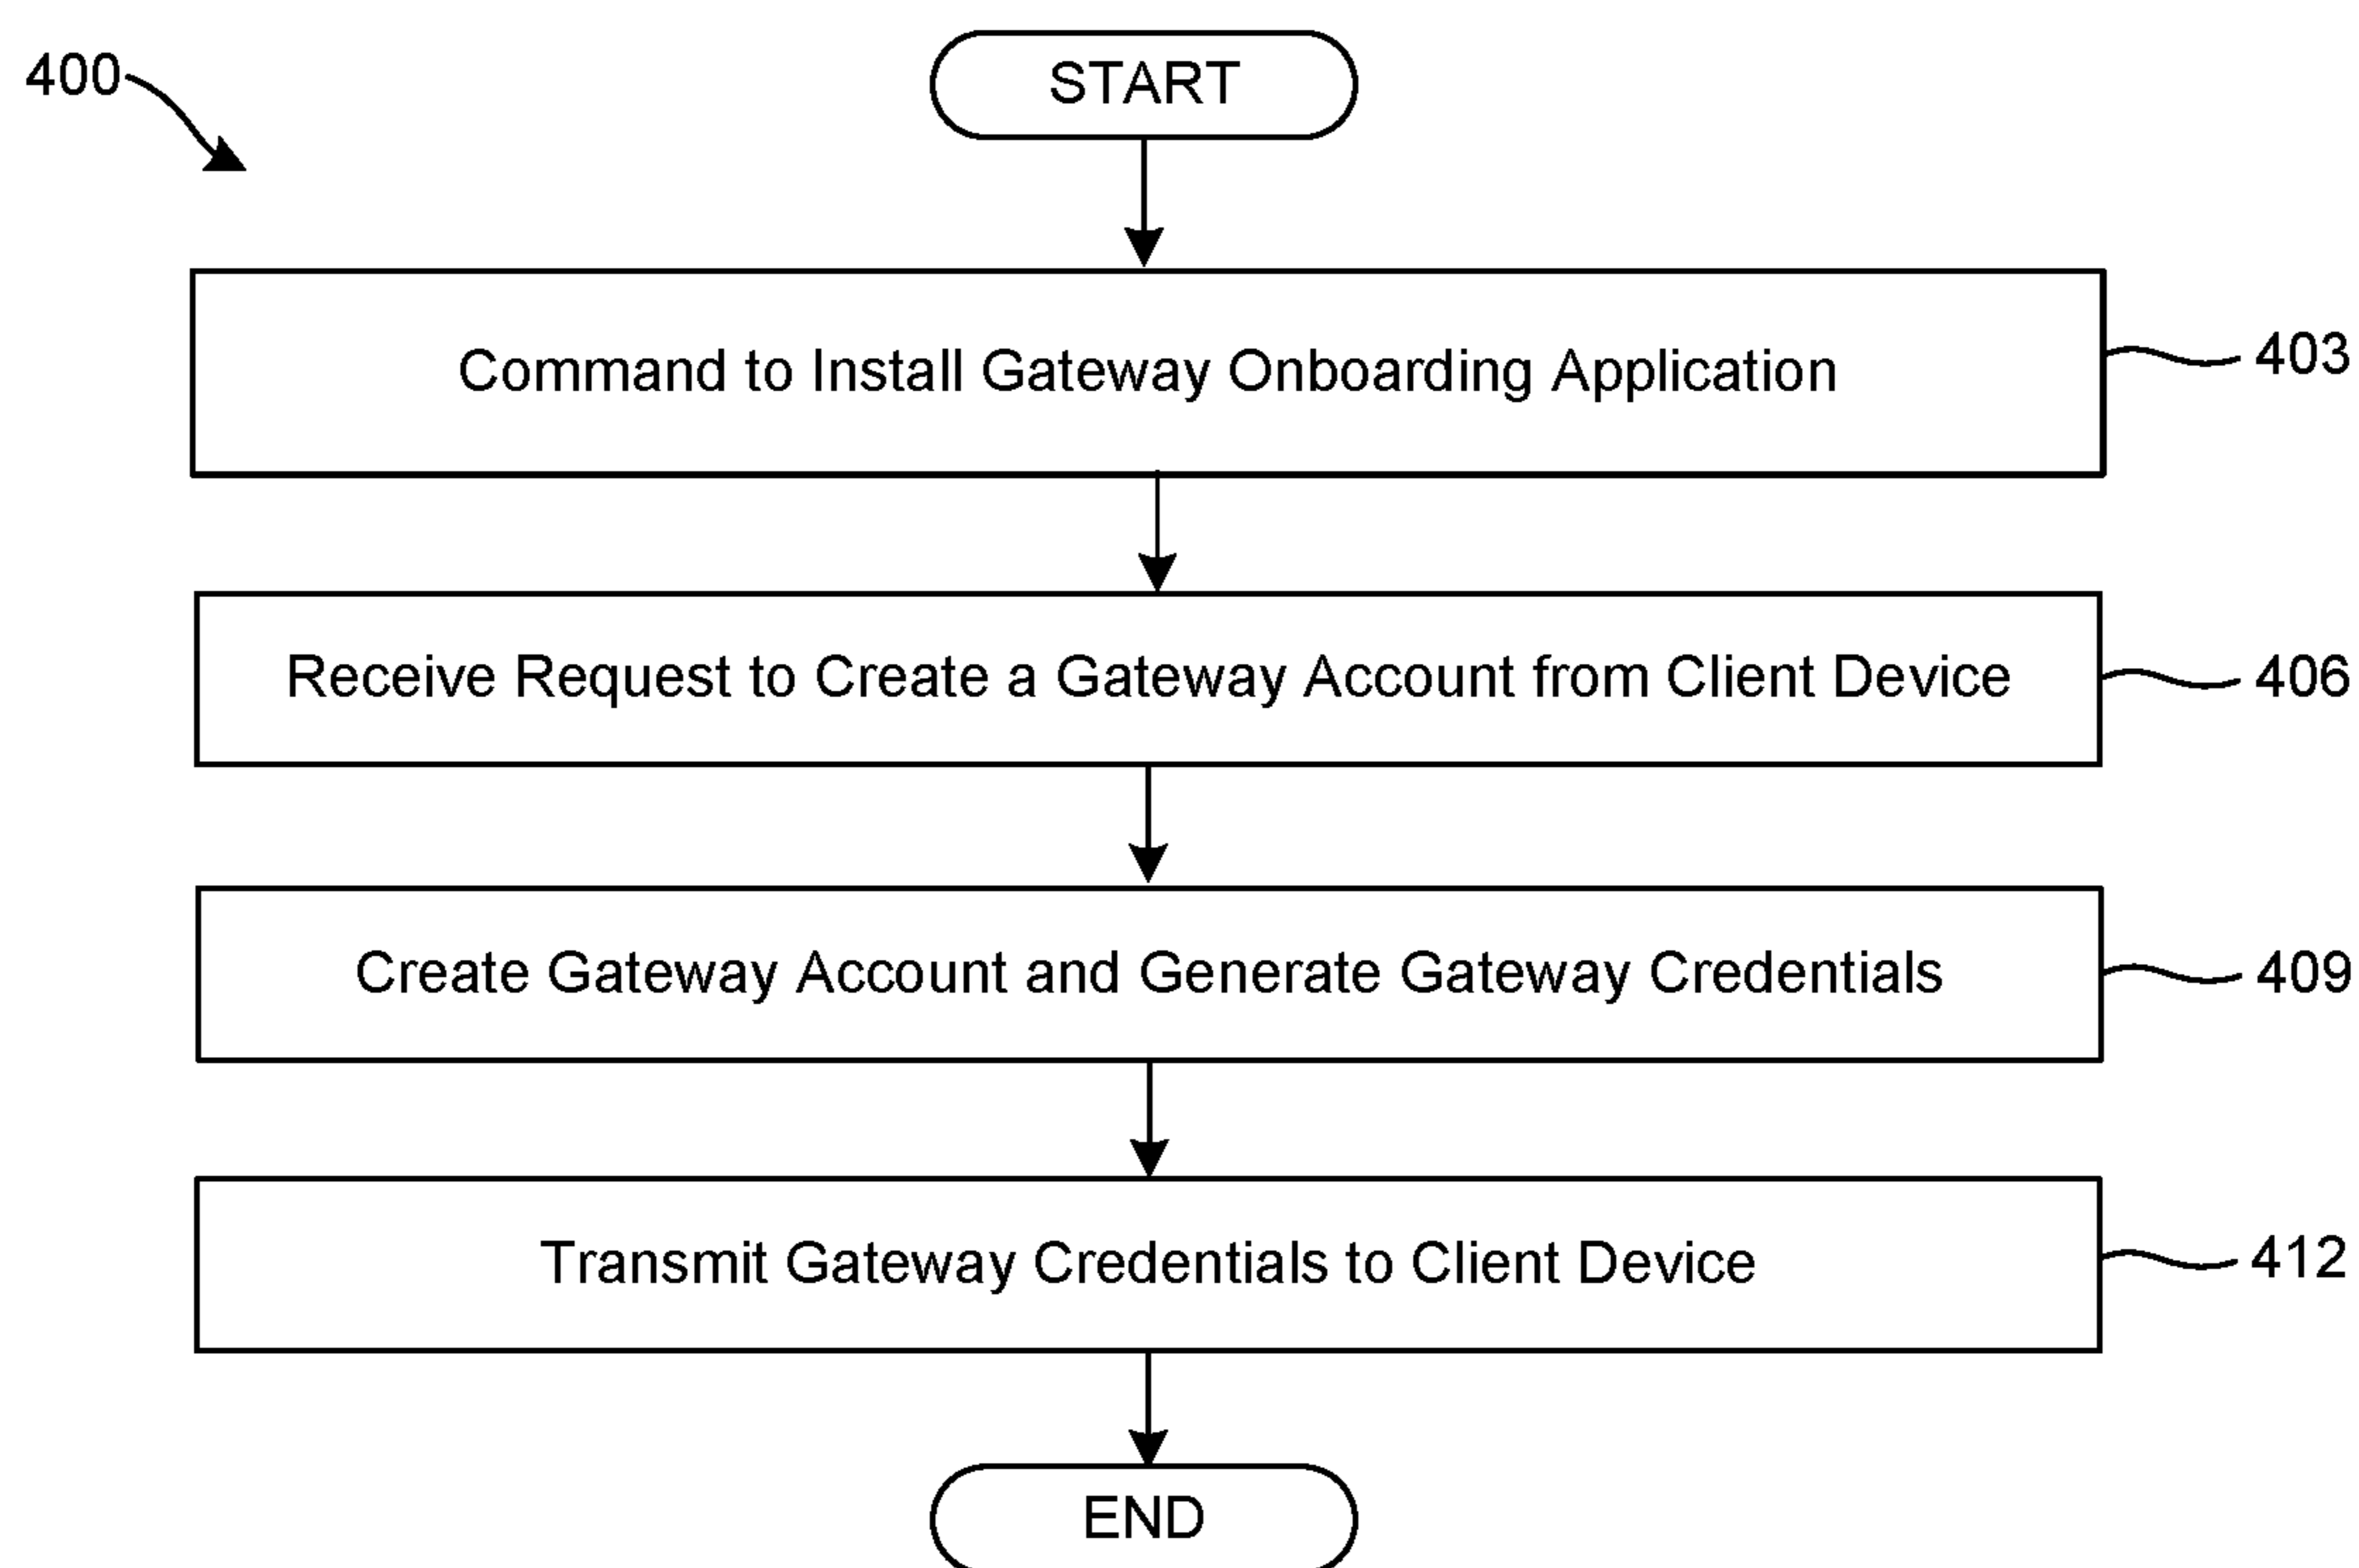 400
START
Command to Install Gateway Onboarding Application
403
Receive Request to Create a Gateway Account from Client Device
406
Create Gateway Account and Generate Gateway Credentials
409
Transmit Gateway Credentials to Client Device
412
END